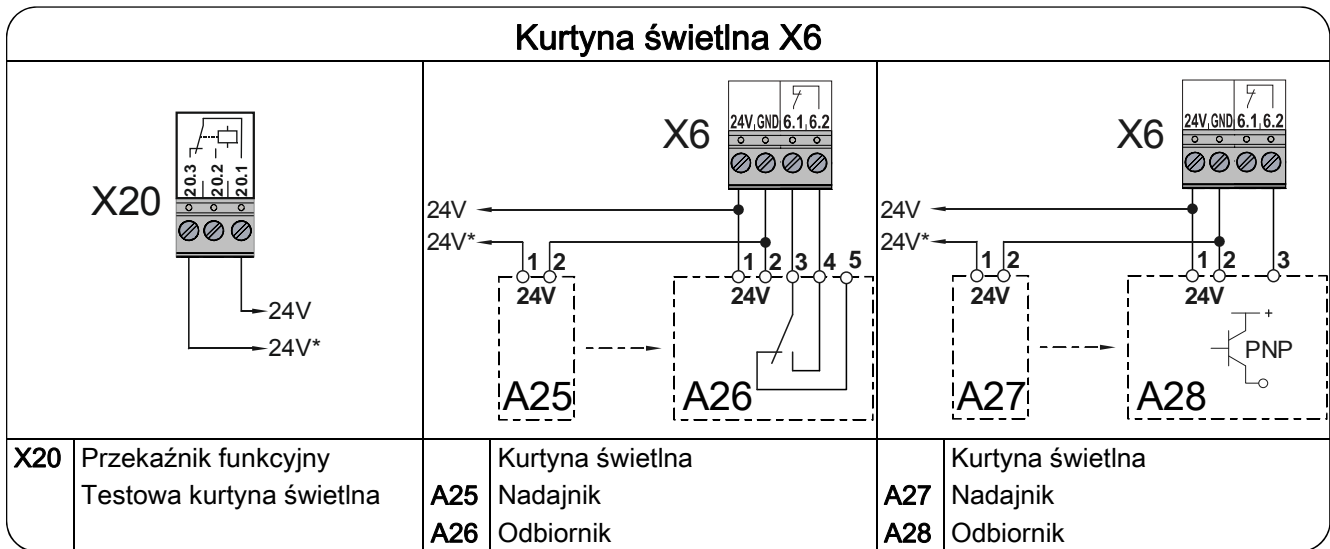 Kurtyna świetlna X6
X20
20.3
20.2
20.1
24V
24V*
X6
24V GND 6.1 6.2
24V
24V*
1 2
24V
1 2 3 4 5
24V
A25
A26
X6
24V GND 6.1 6.2
24V
24V*
1 2
24V
1 2 3
24V
+
PNP
A27
A28
X20 Przekaźnik funkcyjny
Testowa kurtyna świetlna
Kurtyna świetlna
A25 Nadajnik
A26 Odbiornik
Kurtyna świetlna
A27 Nadajnik
A28 Odbiornik